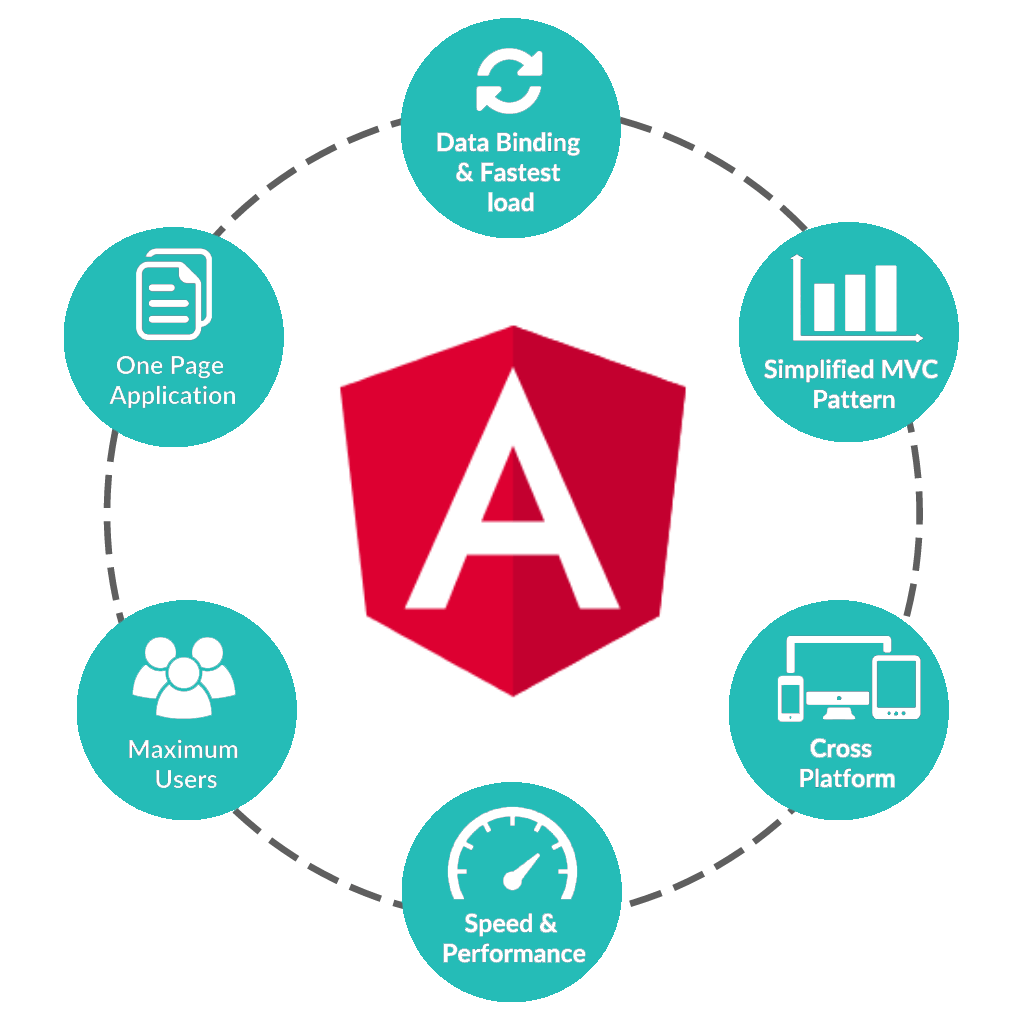 Data Binding
& Fastest
load
Simplified MVC
Pattern
Cross
Platform
Speed &
Performance
Maximum
Users
One Page
Application
A